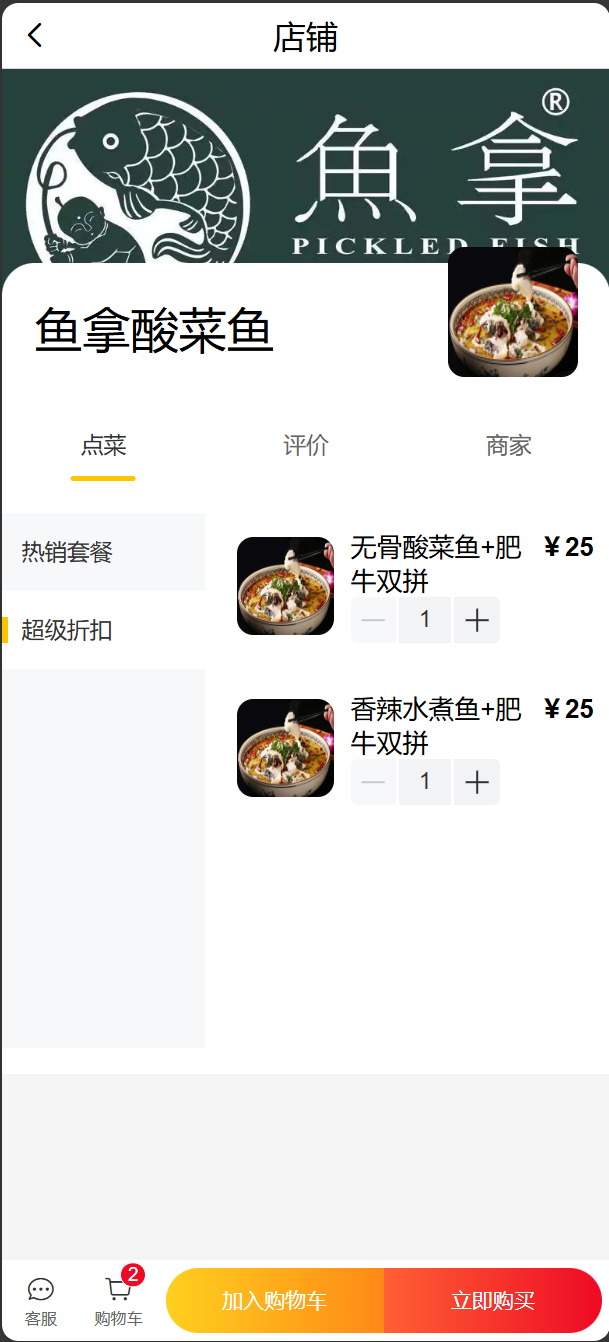 店铺
®
魚拿
PICKLED FISH
鱼拿酸菜鱼
点菜
评价
商家
热销套餐
超级折扣
无骨酸菜鱼+肥
牛双拼
¥25
1
香辣水煮鱼+肥
牛双拼
¥25
1
客服
购物车
2
加入购物车
立即购买